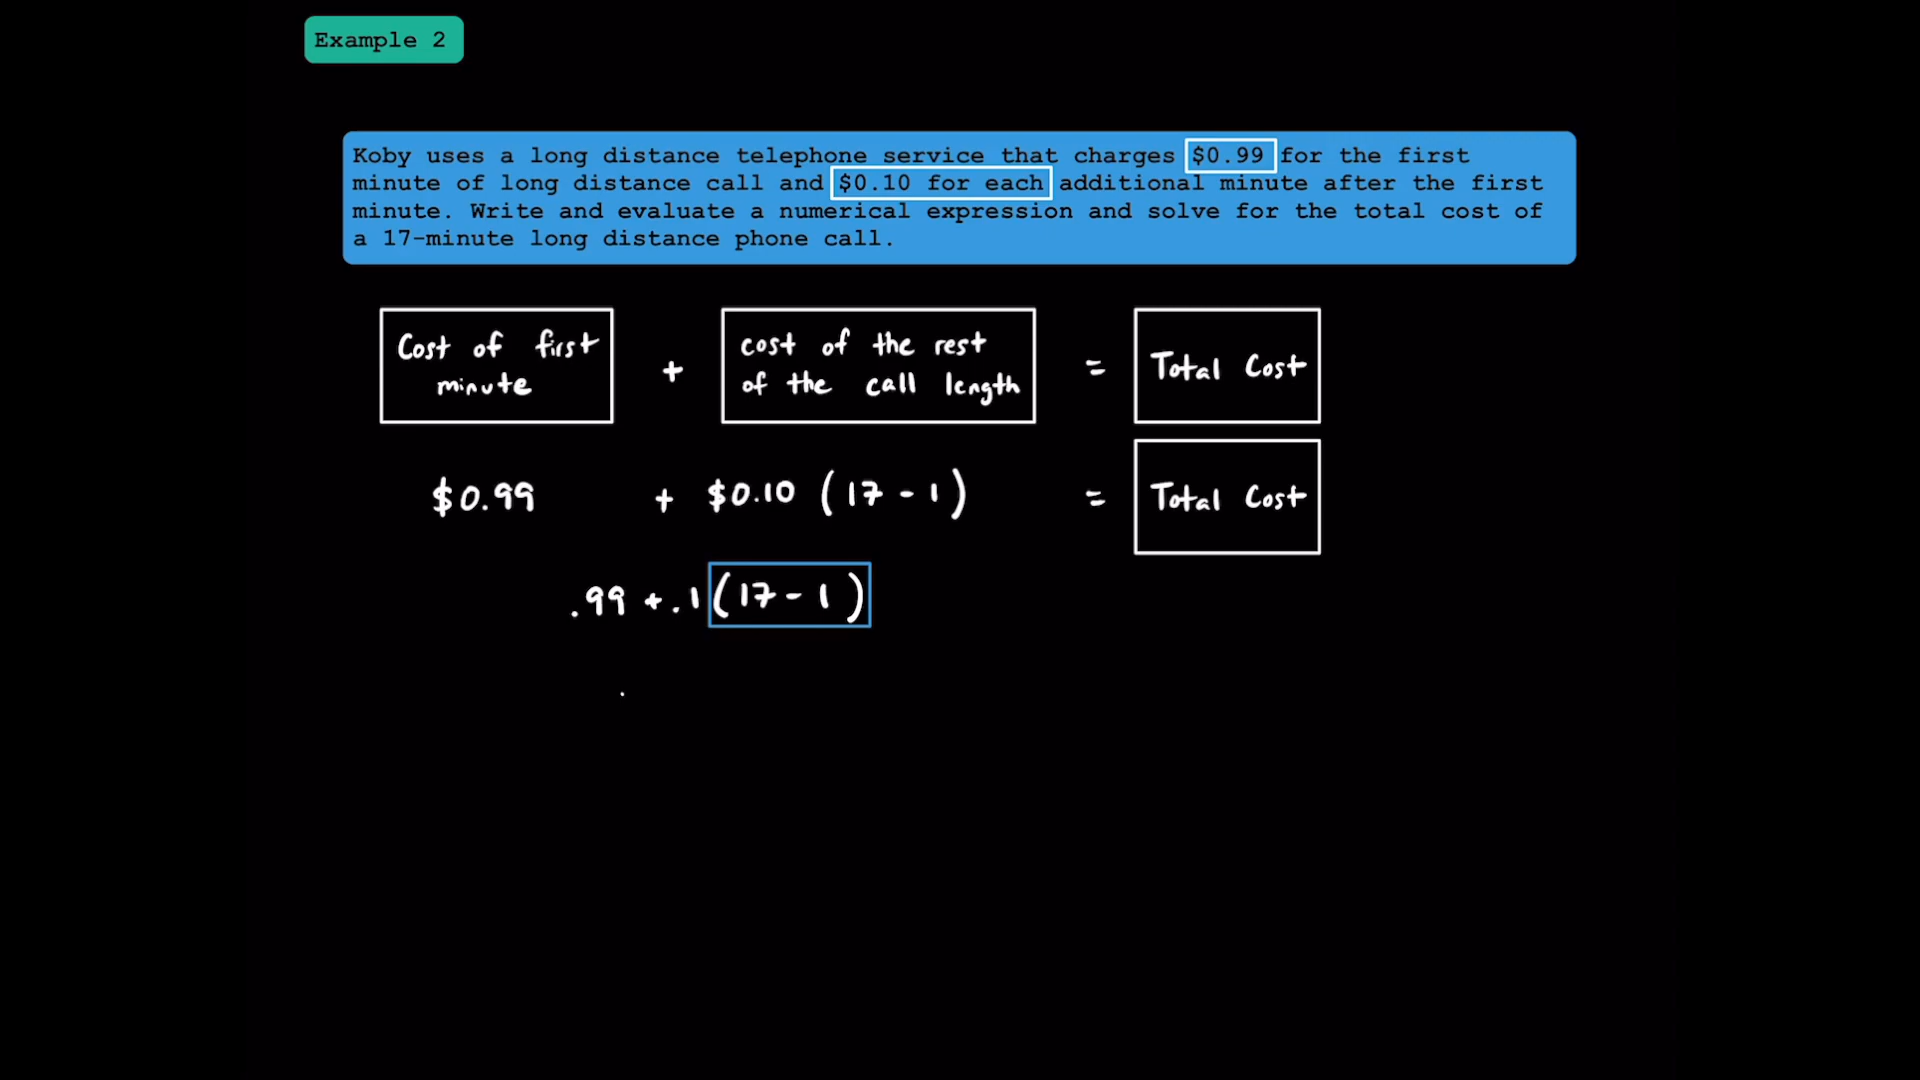 Example 2
Koby uses a long distance telephone service that charges $0.99 for the first
minute of long distance call and $0.10 for each additional minute after the first
minute. Write and evaluate a numerical expression and solve for the total cost of
a 17-minute long distance phone call.
Cost of first
minute
+
cost of the rest
of the call length
=
Total Cost
$0.99 + $0.10 (17 - 1) = Total Cost
.99 + .1 (17 - 1)